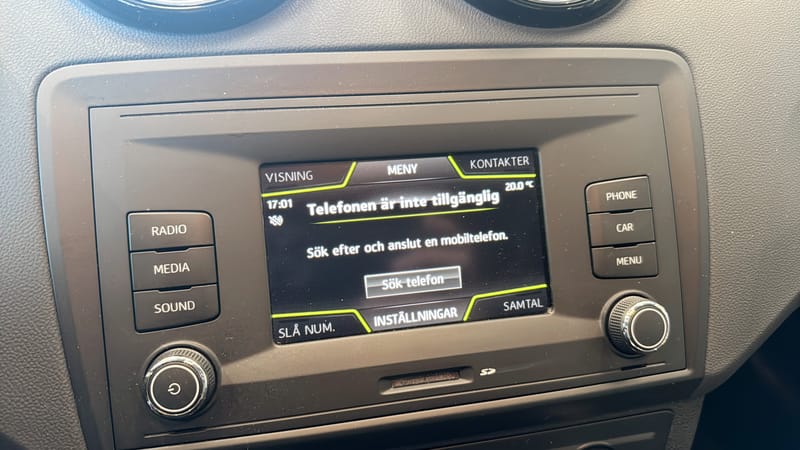 VISNING
MENY
KONTAKTER
17:01
20.0 °C
Telefonen är inte tillgänglig
Sök efter och anslut en mobiltelefon.
Sök telefon
SLÅ NUM.
INSTÄLLNINGAR
SAMTAL
RADIO
MEDIA
SOUND
PHONE
CAR
MENU
SD